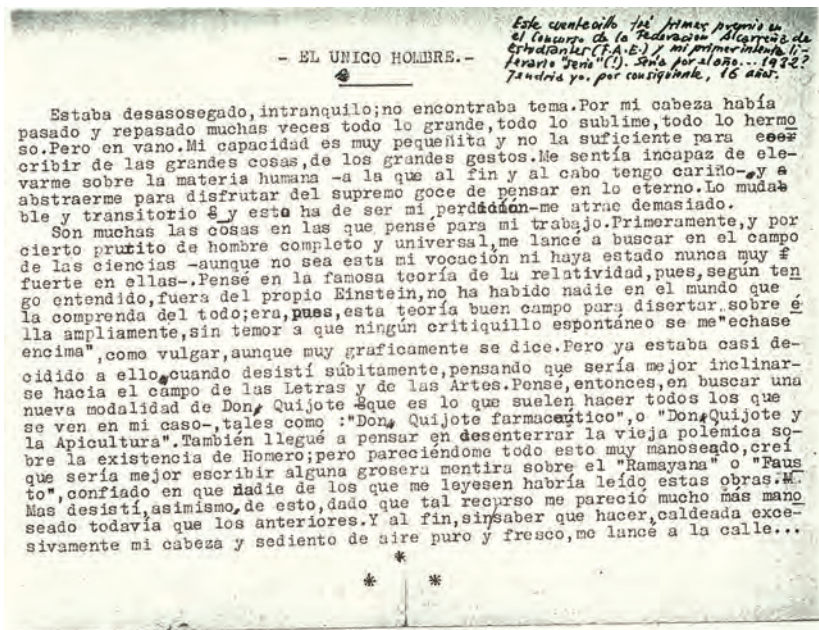 Este cuentecillo fué primer premio en
el Concurso de la Federación Alcarreña de
Estudiantes (F.A.E.) y mi primer intento li-
terario "serio" (!). Sería por el año... 1932?
Tendría yo, por consiguiente, 16 años.
- EL UNICO HOMBRE.-
Estaba desasosegado,intranquilo;no encontraba tema.Por mi cabeza había
pasado y repasado muchas veces todo lo grande,todo lo sublime,todo lo hermo
so.Pero en vano.Mi capacidad es muy pequeñita y no la suficiente para escr
cribir de las grandes cosas,de los grandes gestos.Me sentía incapaz de ele-
varme sobre la materia humana -a la que al fin y al cabo tengo cariño-, y a
abstraerme para disfrutar del supremo goce de pensar en lo eterno.Lo mudab
ble y transitorio - y esto ha de ser mi perdición-me atrae demasiado.
Son muchas las cosas en las que pensé para mi trabajo.Primeramente,y por
cierto prurito de hombre completo y universal,me lancé a buscar en el campo
de las ciencias -aunque no sea esta mi vocación ni haya estado nunca muy f
fuerte en ellas-.Pensé en la famosa teoría de la relatividad,pues,según ten
go entendido,fuera del propio Einstein,no ha habido nadie en el mundo que
la comprenda del todo;era,pues,esta teoría buen campo para disertar sobre e
lla ampliamente,sin temor a que ningún critiquillo espontáneo se me"echase
encima",como vulgar,aunque muy graficamente se dice.Pero ya estaba casi de-
cidido a ello,cuando desistí súbitamente,pensando que sería mejor inclinar-
se hacia el campo de las Letras y de las Artes.Pensé,entonces,en buscar una
nueva modalidad de Don Quijote -que es lo que suelen hacer todos los que
se ven en mi caso-,tales como :"Don Quijote farmaceútico",o "Don Quijote y
la Apicultura".También llegué a pensar en desenterrar la vieja polémica so-
bre la existencia de Homero;pero pareciéndome todo esto muy manoseado,creí
que sería mejor escribir alguna grosera mentira sobre el "Ramayana" o "Faus
to",confiado en que nadie de los que me leyesen habría leído estas obras.M.
Mas desistí,asimismo,de esto,dado que tal recurso me pareció mucho más mano
seado todavía que los anteriores.Y al fin,sin saber que hacer,caldeada exce-
sivamente mi cabeza y sediento de aire puro y fresco,me lancé a la calle...
*
* *